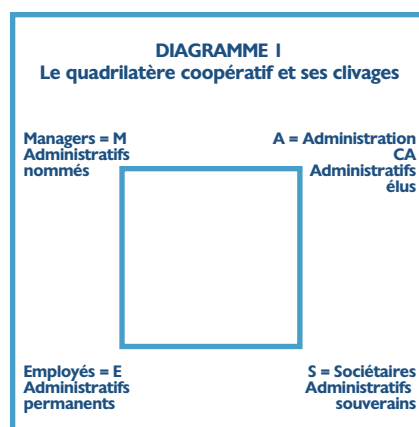 DIAGRAMME I
Le quadrilatère coopératif et ses clivages
Managers = M
Administratifs
nommés
A = Administration
CA
Administratifs
élus
Employés = E
Administratifs
permanents
S = Sociétaires
Administratifs
souverains